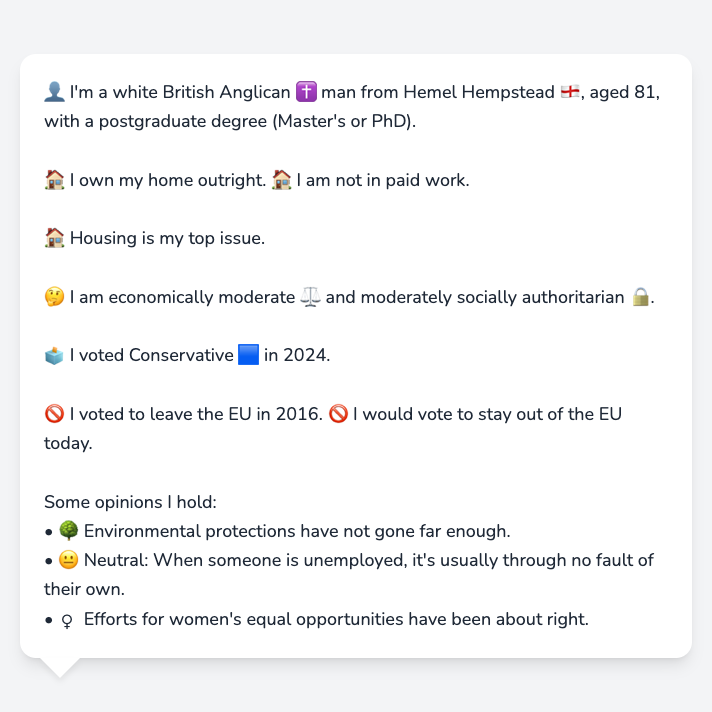 👤 I'm a white British Anglican ✝️ man from Hemel Hempstead 🏴󠁧󠁢󠁥󠁮󠁧󠁿, aged 81,
with a postgraduate degree (Master's or PhD).
🏠 I own my home outright. 🏠 I am not in paid work.
🏠 Housing is my top issue.
🤔 I am economically moderate ⚖️ and moderately socially authoritarian 🔒.
🗳️ I voted Conservative 🟦 in 2024.
🚫 I voted to leave the EU in 2016. 🚫 I would vote to stay out of the EU
today.
Some opinions I hold:
• 🌳 Environmental protections have not gone far enough.
• 😐 Neutral: When someone is unemployed, it's usually through no fault of
their own.
• ♀ Efforts for women's equal opportunities have been about right.